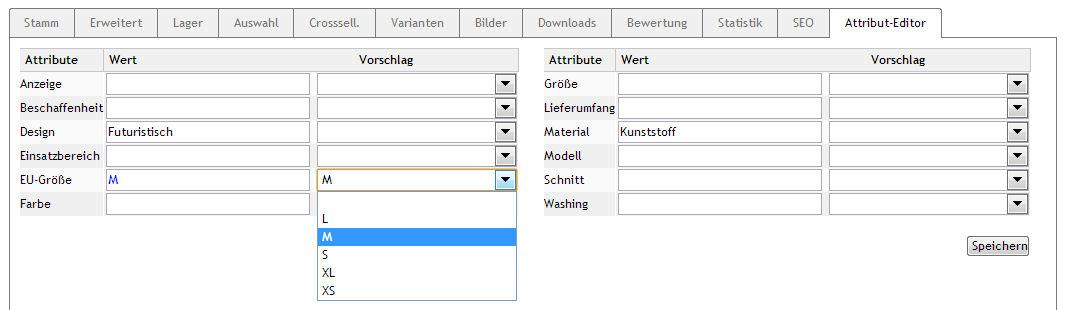 Stamm Erweitert Lager Auswahl Crosssell. Varianten Bilder Downloads Bewertung Statistik SEO Attribut-Editor
Attribute Wert Vorschlag Attribute Wert Vorschlag
Anzeige Größe
Beschaffenheit Lieferumfang
Design Futuristisch Material Kunststoff
Einsatzbereich Modell
EU-Größe M M Schnitt
Farbe Washing
L
M
S
XL
XS
Speichern